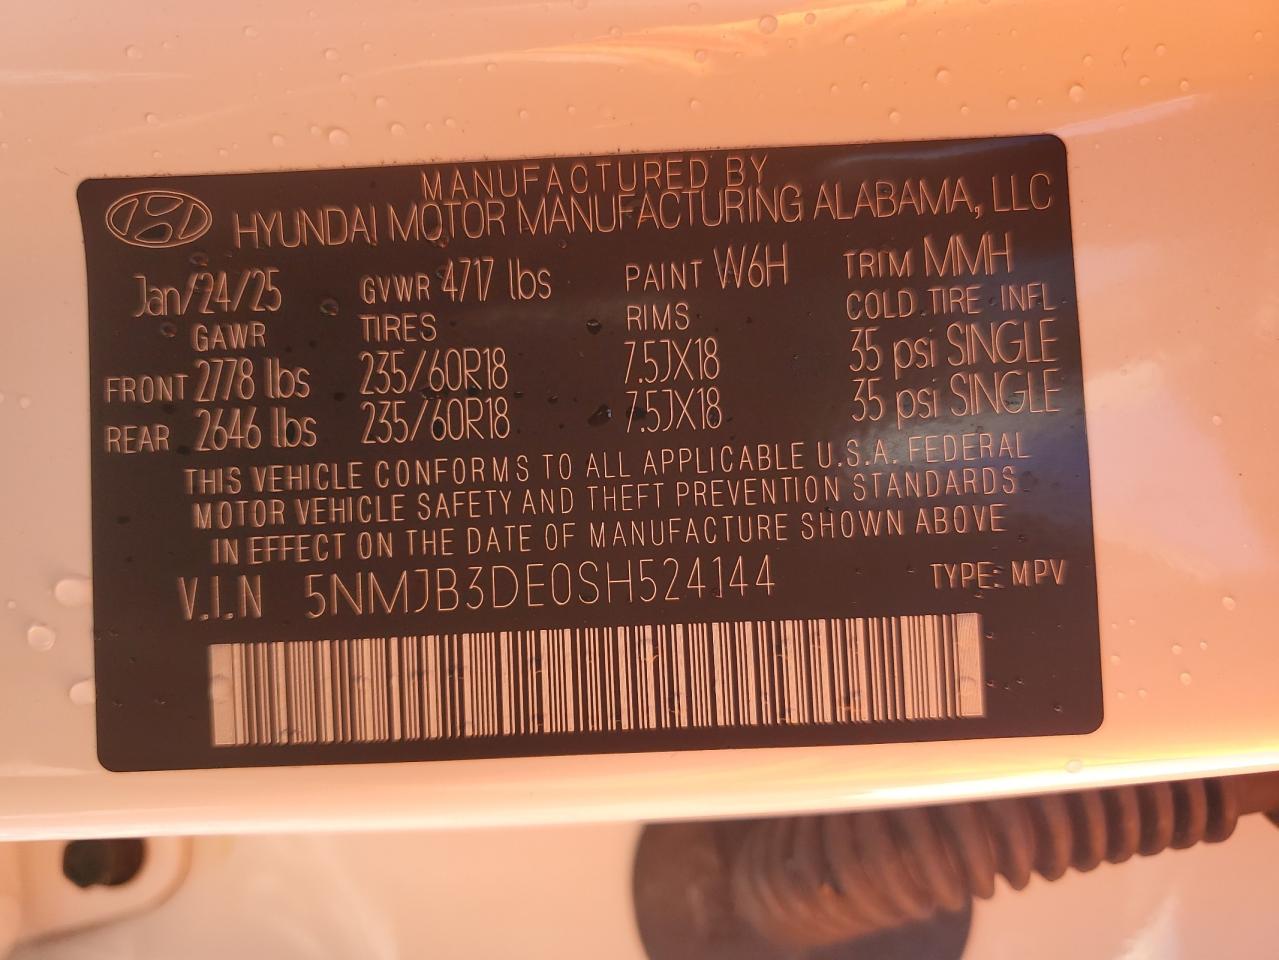 MANUFACTURED BY
HYUNDAI MOTOR MANUFACTURING ALABAMA, LLC
Jan/24/25 GVWR 4717 lbs PAINT W6H TRIM MMH
GAWR TIRES RIMS COLD TIRE INFL
FRONT 2778 lbs 235/60R18 7.5JX18 35 psi SINGLE
REAR 2646 lbs 235/60R18 7.5JX18 35 psi SINGLE
THIS VEHICLE CONFORMS TO ALL APPLICABLE U.S.A. FEDERAL
MOTOR VEHICLE SAFETY AND THEFT PREVENTION STANDARDS
IN EFFECT ON THE DATE OF MANUFACTURE SHOWN ABOVE
V.I.N 5NMJB3DE0SH524144 TYPE: MPV